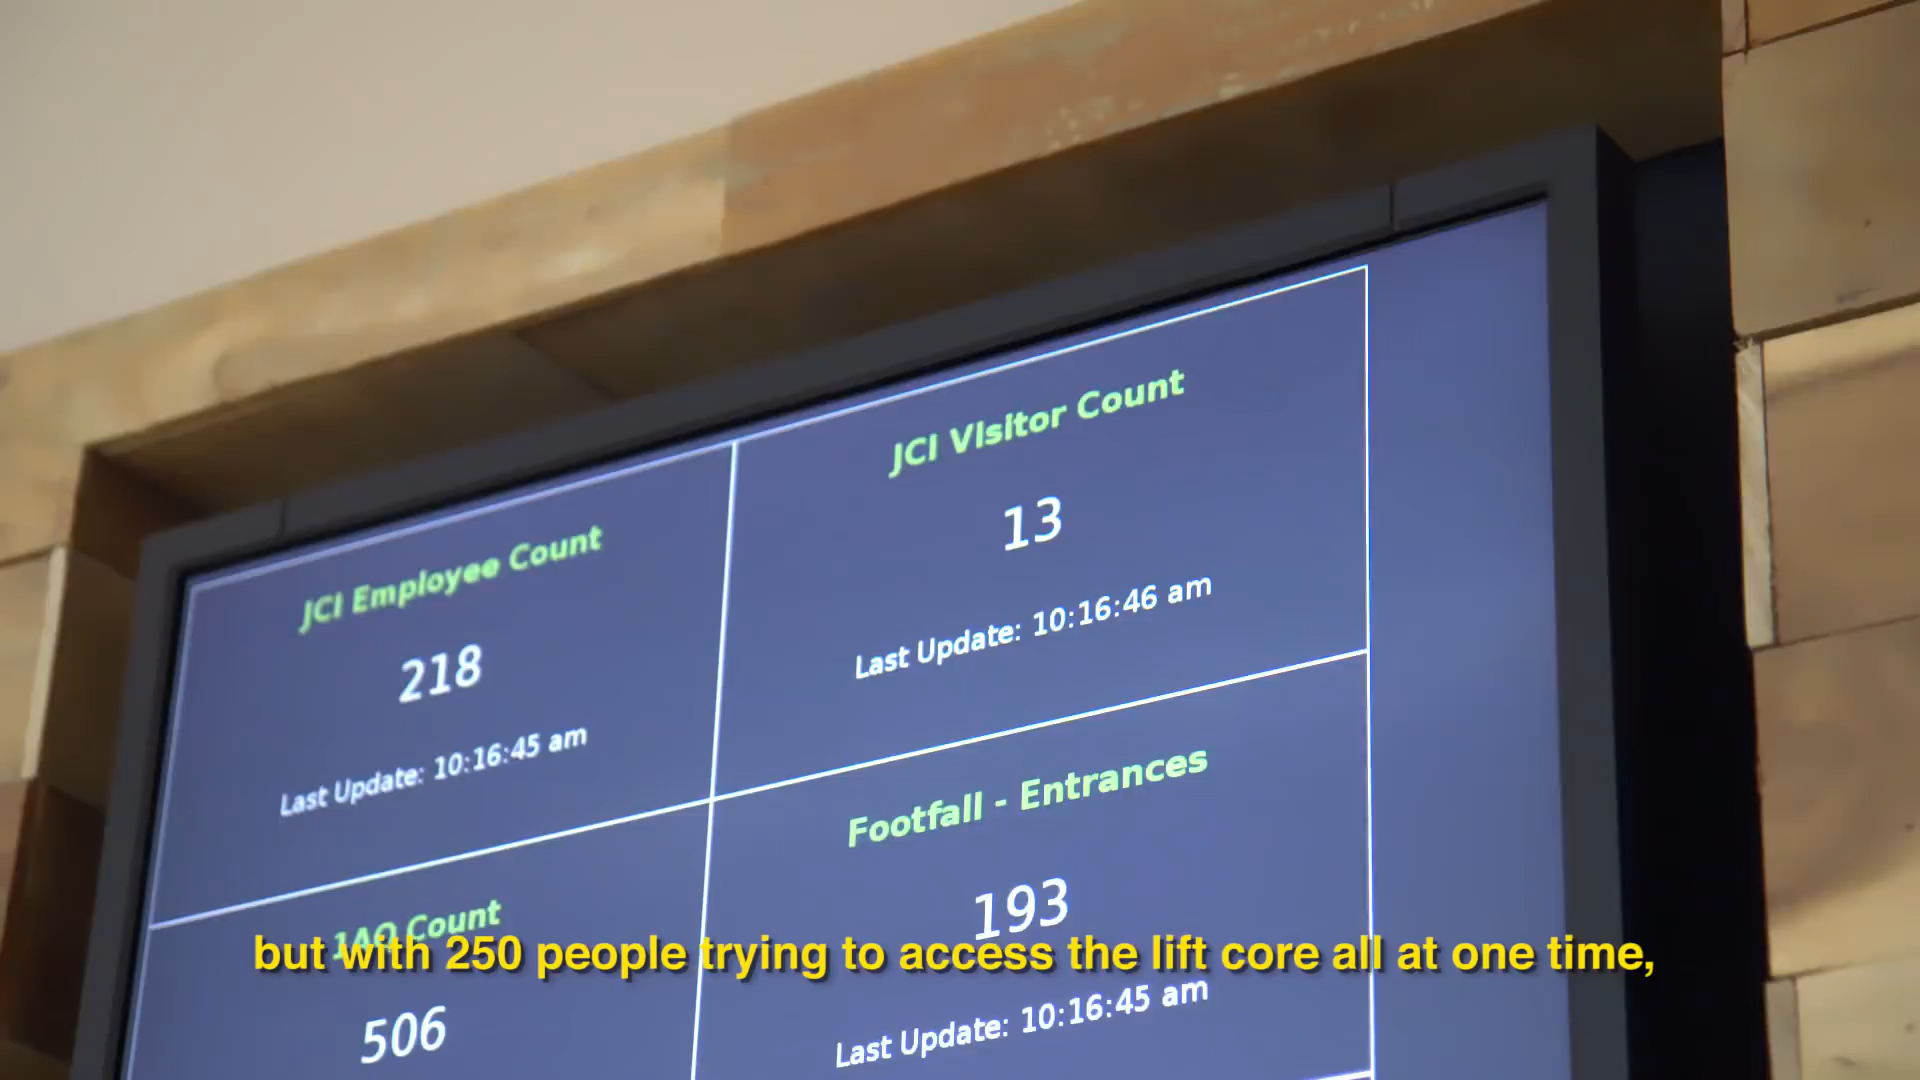 JCI Employee Count
218
Last Update: 10:16:45 am
JCI Visitor Count
13
Last Update: 10:16:46 am
1AQ Count
506
Footfall - Entrances
193
Last Update: 10:16:45 am
but with 250 people trying to access the lift core all at one time,